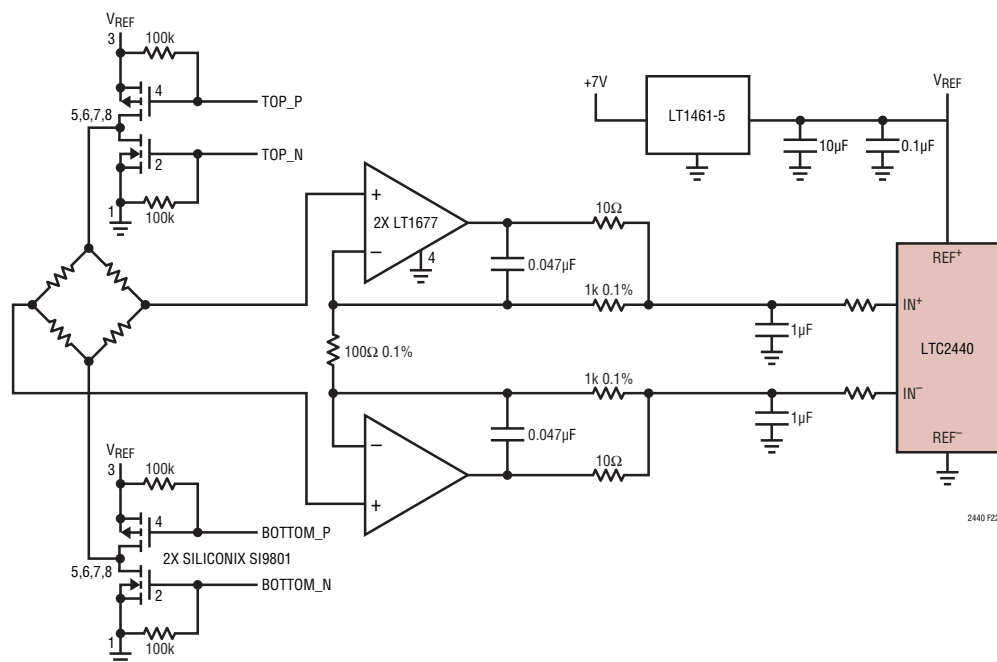 VREF
3
100k
4
TOP_P
5,6,7,8
2
TOP_N
1
100k
2X LT1677
+
−
4
0.047µF
10Ω
1k 0.1%
100Ω 0.1%
1k 0.1%
0.047µF
10Ω
−
+
1µF
1µF
+7V
LT1461-5
10µF
0.1µF
VREF
REF+
IN+
LTC2440
IN−
REF−
2440 F22
VREF
3
100k
4
BOTTOM_P
5,6,7,8
2X SILICONIX SI9801
2
BOTTOM_N
1
100k